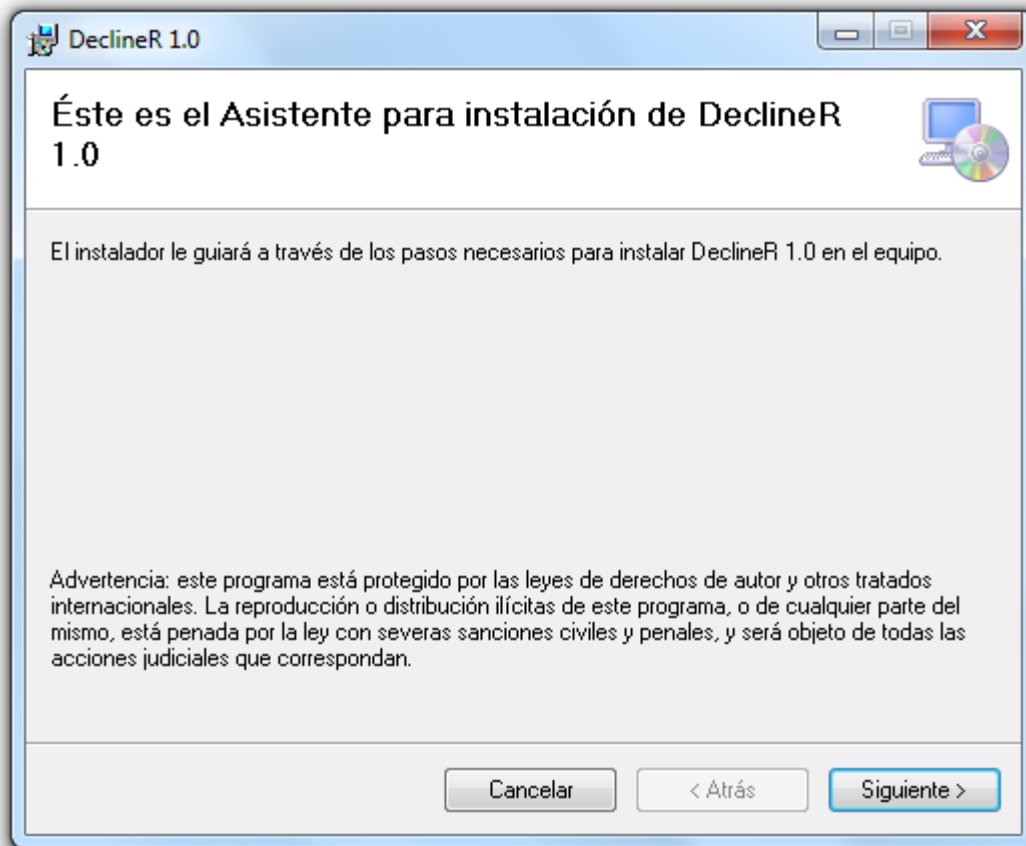 DeclineR 1.0
Éste es el Asistente para instalación de DeclineR
1.0
El instalador le guiará a través de los pasos necesarios para instalar DeclineR 1.0 en el equipo.
Advertencia: este programa está protegido por las leyes de derechos de autor y otros tratados
internacionales. La reproducción o distribución ilícitas de este programa, o de cualquier parte del
mismo, está penada por la ley con severas sanciones civiles y penales, y será objeto de todas las
acciones judiciales que correspondan.
Cancelar
< Atrás
Siguiente >